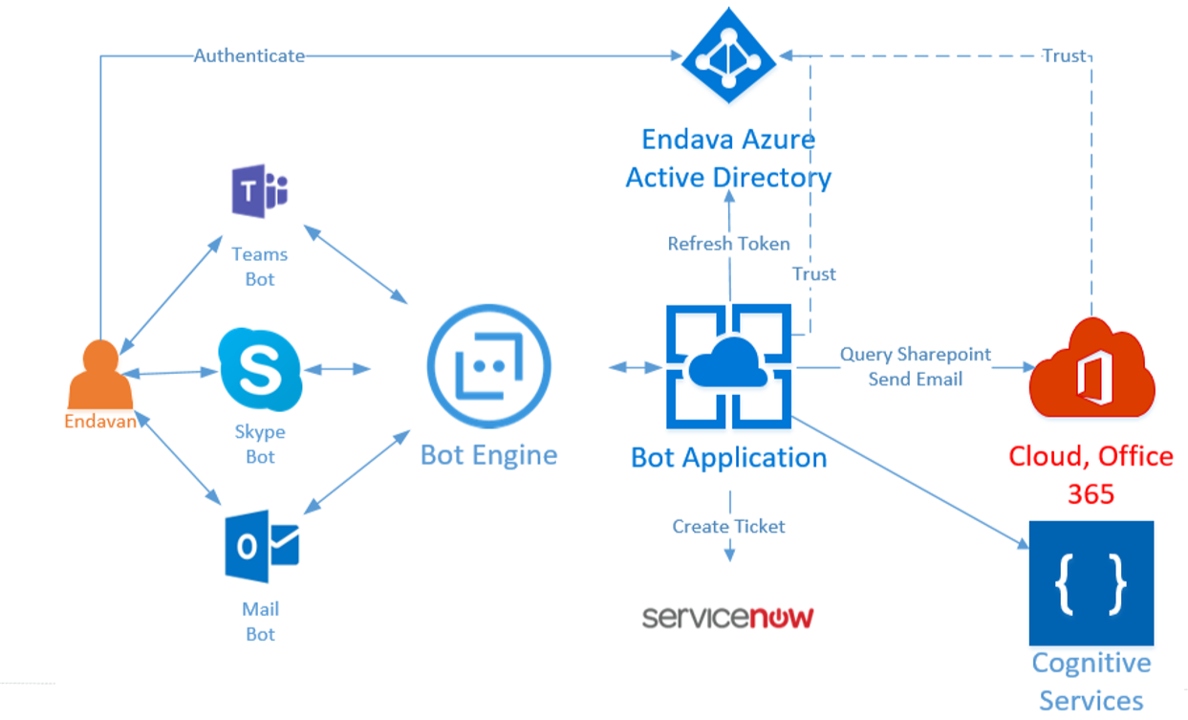 Authenticate
Trust
Endava Azure
Active Directory
T
Teams
Bot
Refresh Token
Trust
S
Query Sharepoint
Send Email
Endavan
Skype
Bot
Bot Engine
Bot Application
Cloud, Office
365
O
Create Ticket
Mail
Bot
servicenow
{ }
Cognitive
Services